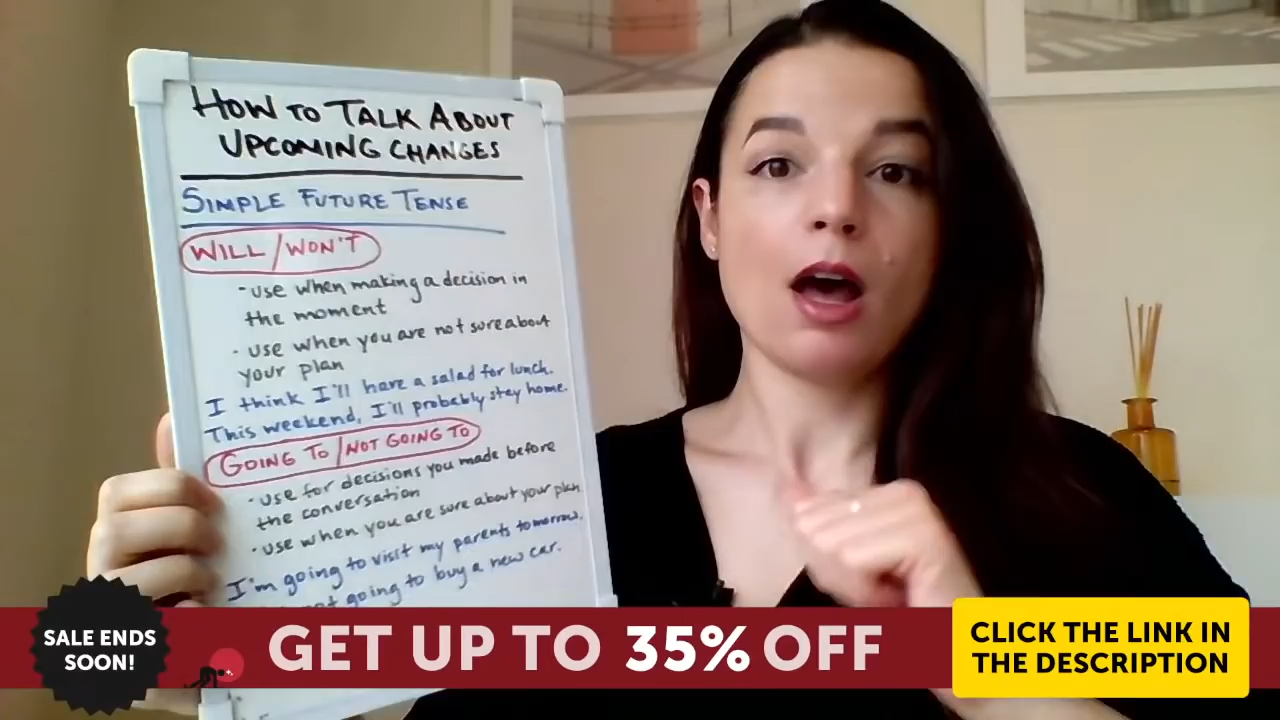 HOW TO TALK ABOUT
UPCOMING CHANGES
SIMPLE FUTURE TENSE
WILL/WON'T
- use when making a decision in
the moment
- use when you are not sure about
your plan
I think I'll have a salad for lunch.
This weekend, I'll probably stay home.
GOING TO/NOT GOING TO
· use for decisions you made before
the conversation
· use when you are sure about your plan
I'm going to visit my parents tomorrow.
not going to buy a new car.
SALE ENDS
SOON!
GET UP TO 35% OFF
CLICK THE LINK IN
THE DESCRIPTION